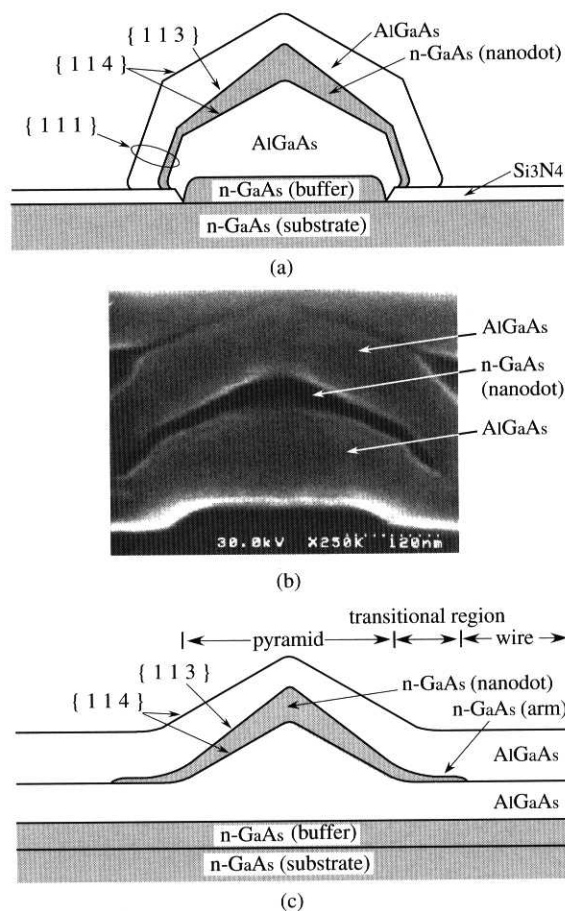 { 1 1 3 }
AlGaAs
{ 1 1 4 }
n-GaAs (nanodot)
{ 1 1 1 }
AlGaAs
Si3N4
n-GaAs (buffer)
n-GaAs (substrate)
(a)
AlGaAs
n-GaAs
(nanodot)
AlGaAs
30.0kV X250K 120nm
(b)
transitional region
pyramid
wire
{ 1 1 3 }
{ 1 1 4 }
n-GaAs (nanodot)
n-GaAs (arm)
AlGaAs
AlGaAs
n-GaAs (buffer)
n-GaAs (substrate)
(c)